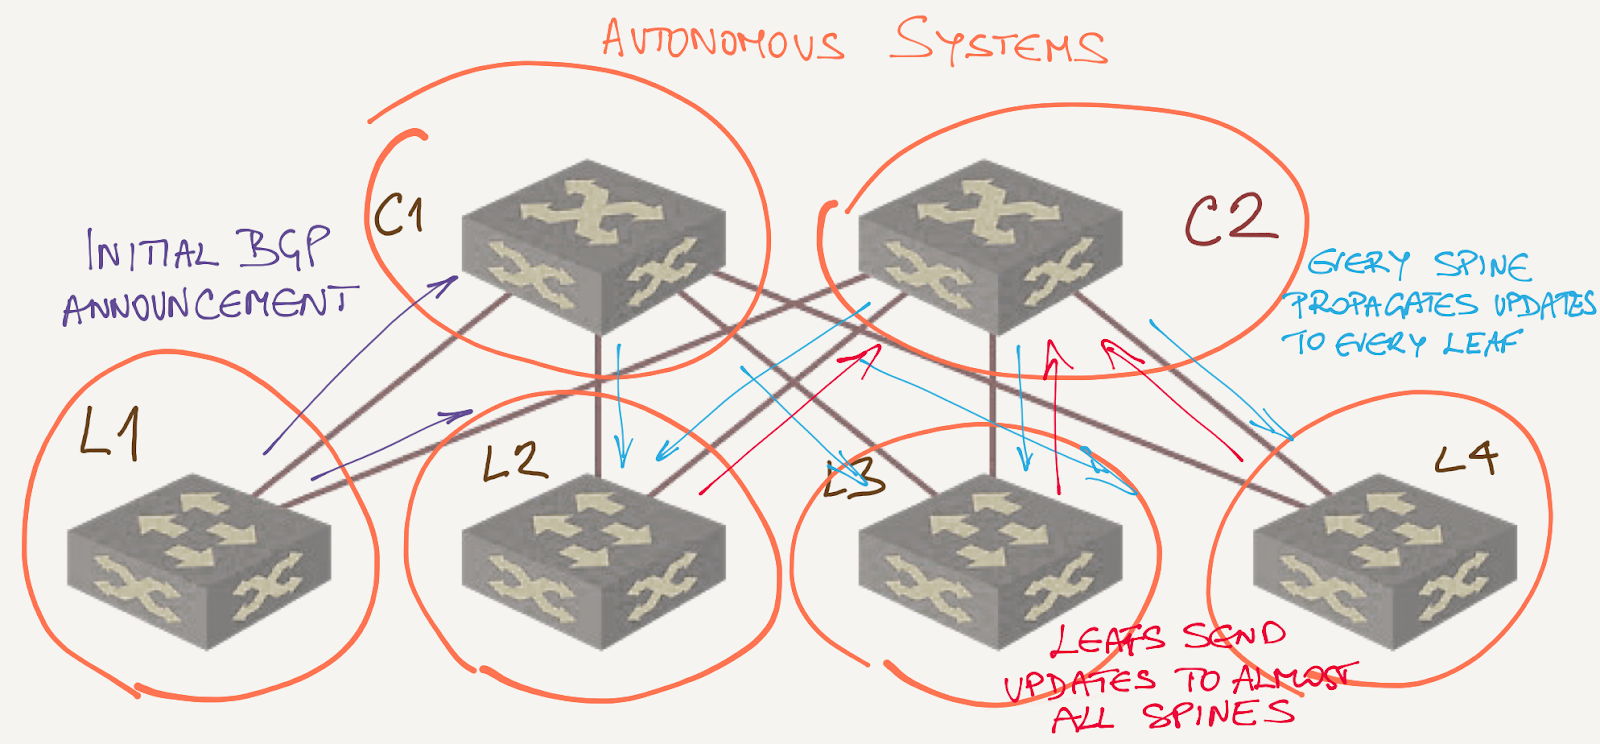 AUTONOMOUS SYSTEMS
C1
C2
INITIAL BGP
ANNOUNCEMENT
EVERY SPINE
PROPAGATES UPDATES
TO EVERY LEAF
L1
L2
L3
L4
LEAFS SEND
UPDATES TO ALMOST
ALL SPINES